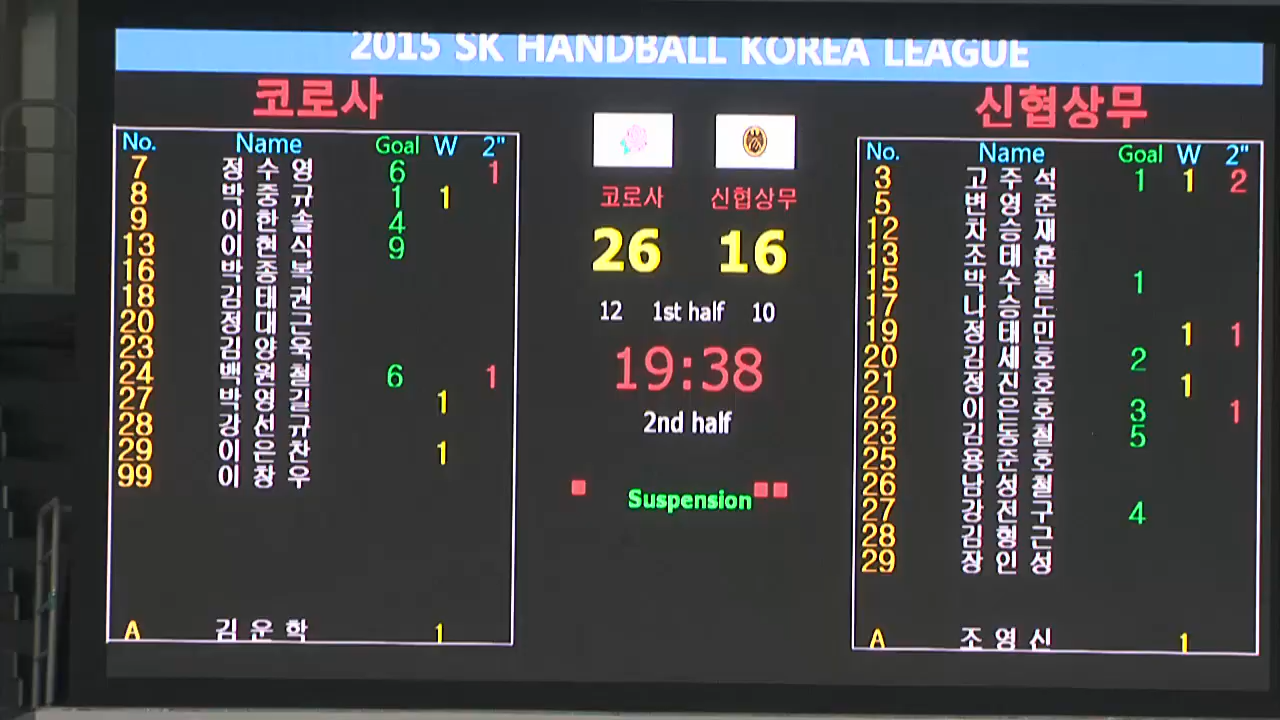 2015 SK HANDBALL KOREA LEAGUE
코로사
No. Name Goal W 2"
7 정수영 6 1
8 박중규 1 1
9 이한솔 4
13 이현식 9
16 박종복
18 김태권
20 정대근
23 김양욱
24 백원철 6 1
27 박영길 1
28 강선규
29 이은찬 1
99 이창우
A 김운학 1
코로사 신협상무
26 16
12 1st half 10
19:38
2nd half
Suspension
신협상무
No. Name Goal W 2"
3 고주석 1 1 2
5 변영준
12 차승재
13 조태훈
15 박수철 1
17 나승도
19 정태민 1 1
20 김세호 2
21 정진호 1
22 이은호 3 1
23 김동철 5
25 용준호
26 남성철
27 강전구 4
28 김형근
29 장인성
A 조영신 1